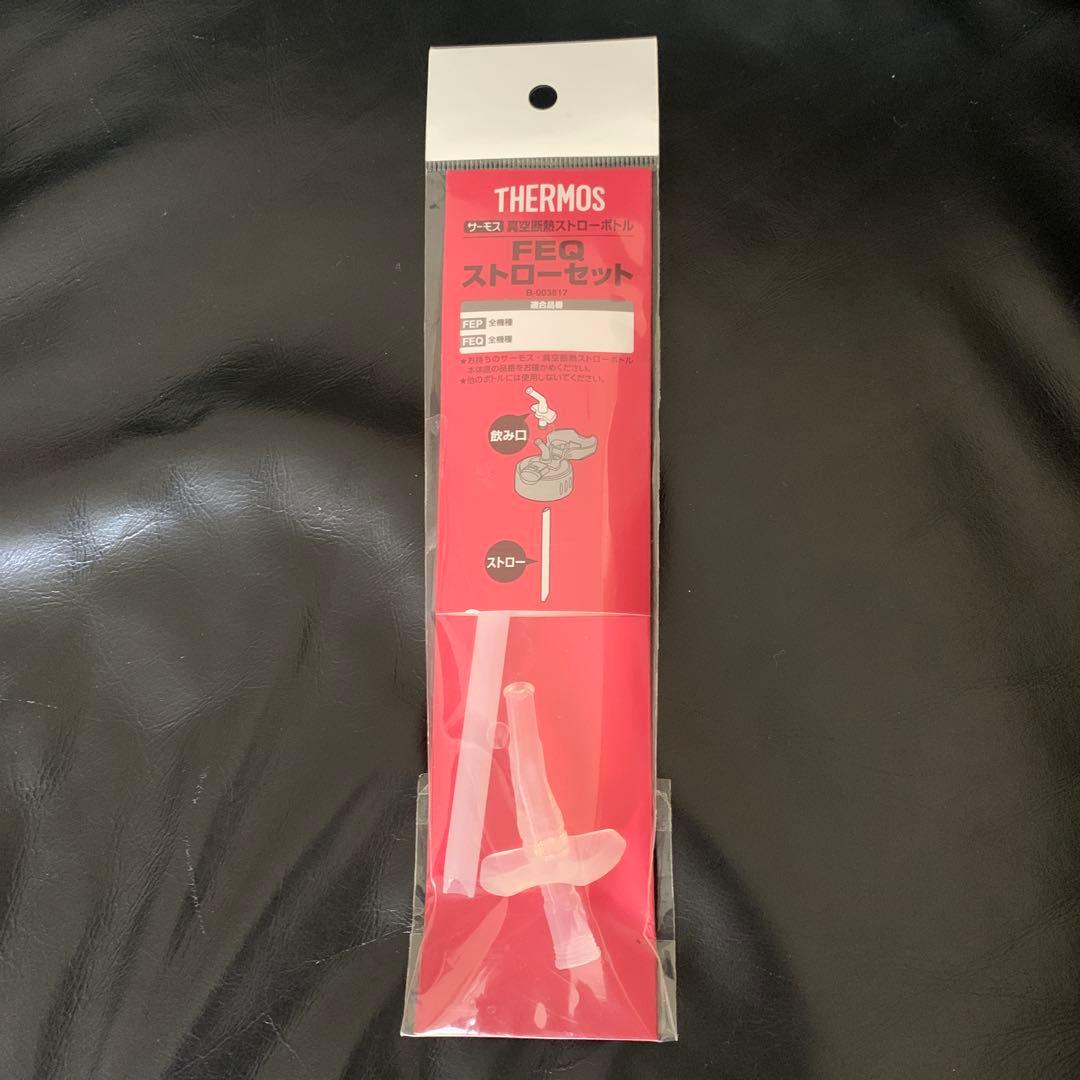 THERMOS
サーモス 真空断熱ストローボトル
FEQ
ストローセット
B-003817
適合品番
FEP 全機種
FEQ 全機種
★お持ちのサーモス・真空断熱ストローボトル
本体底の品番をお確かめください。
★他のボトルには使用しないでください。
飲み口
ストロー